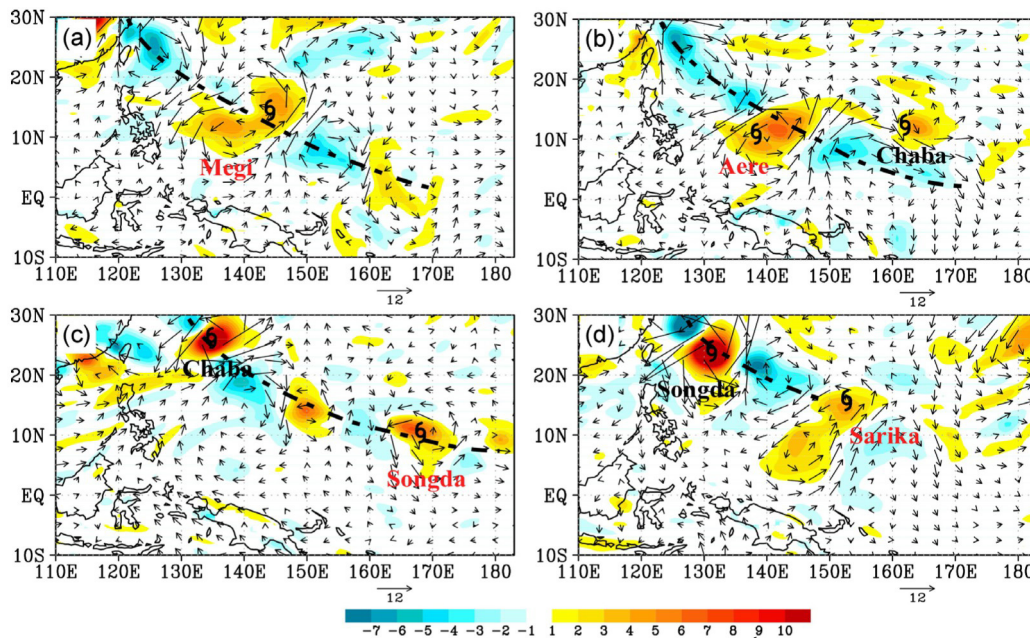 (a)
30N
20N
10N
EQ
10S
Megi
110E 120E 130E 140E 150E 160E 170E 180
12
(b)
30N
20N
10N
EQ
10S
Chaba
Aere
110E 120E 130E 140E 150E 160E 170E 180
12
(c)
30N
20N
10N
EQ
10S
Chaba
Songda
110E 120E 130E 140E 150E 160E 170E 180
12
(d)
30N
20N
10N
EQ
10S
Songda
Sarika
110E 120E 130E 140E 150E 160E 170E 180
12
-7 -6 -5 -4 -3 -2 -1 1 2 3 4 5 6 7 8 9 10